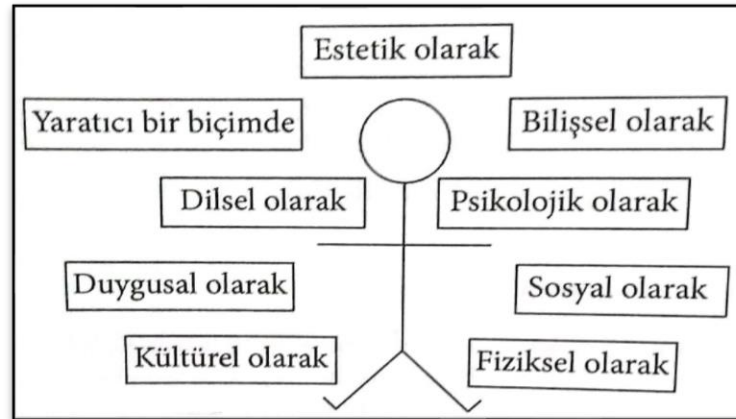 Estetik olarak
Yaratıcı bir biçimde
Bilişsel olarak
Dilsel olarak
Psikolojik olarak
Duygusal olarak
Sosyal olarak
Kültürel olarak
Fiziksel olarak